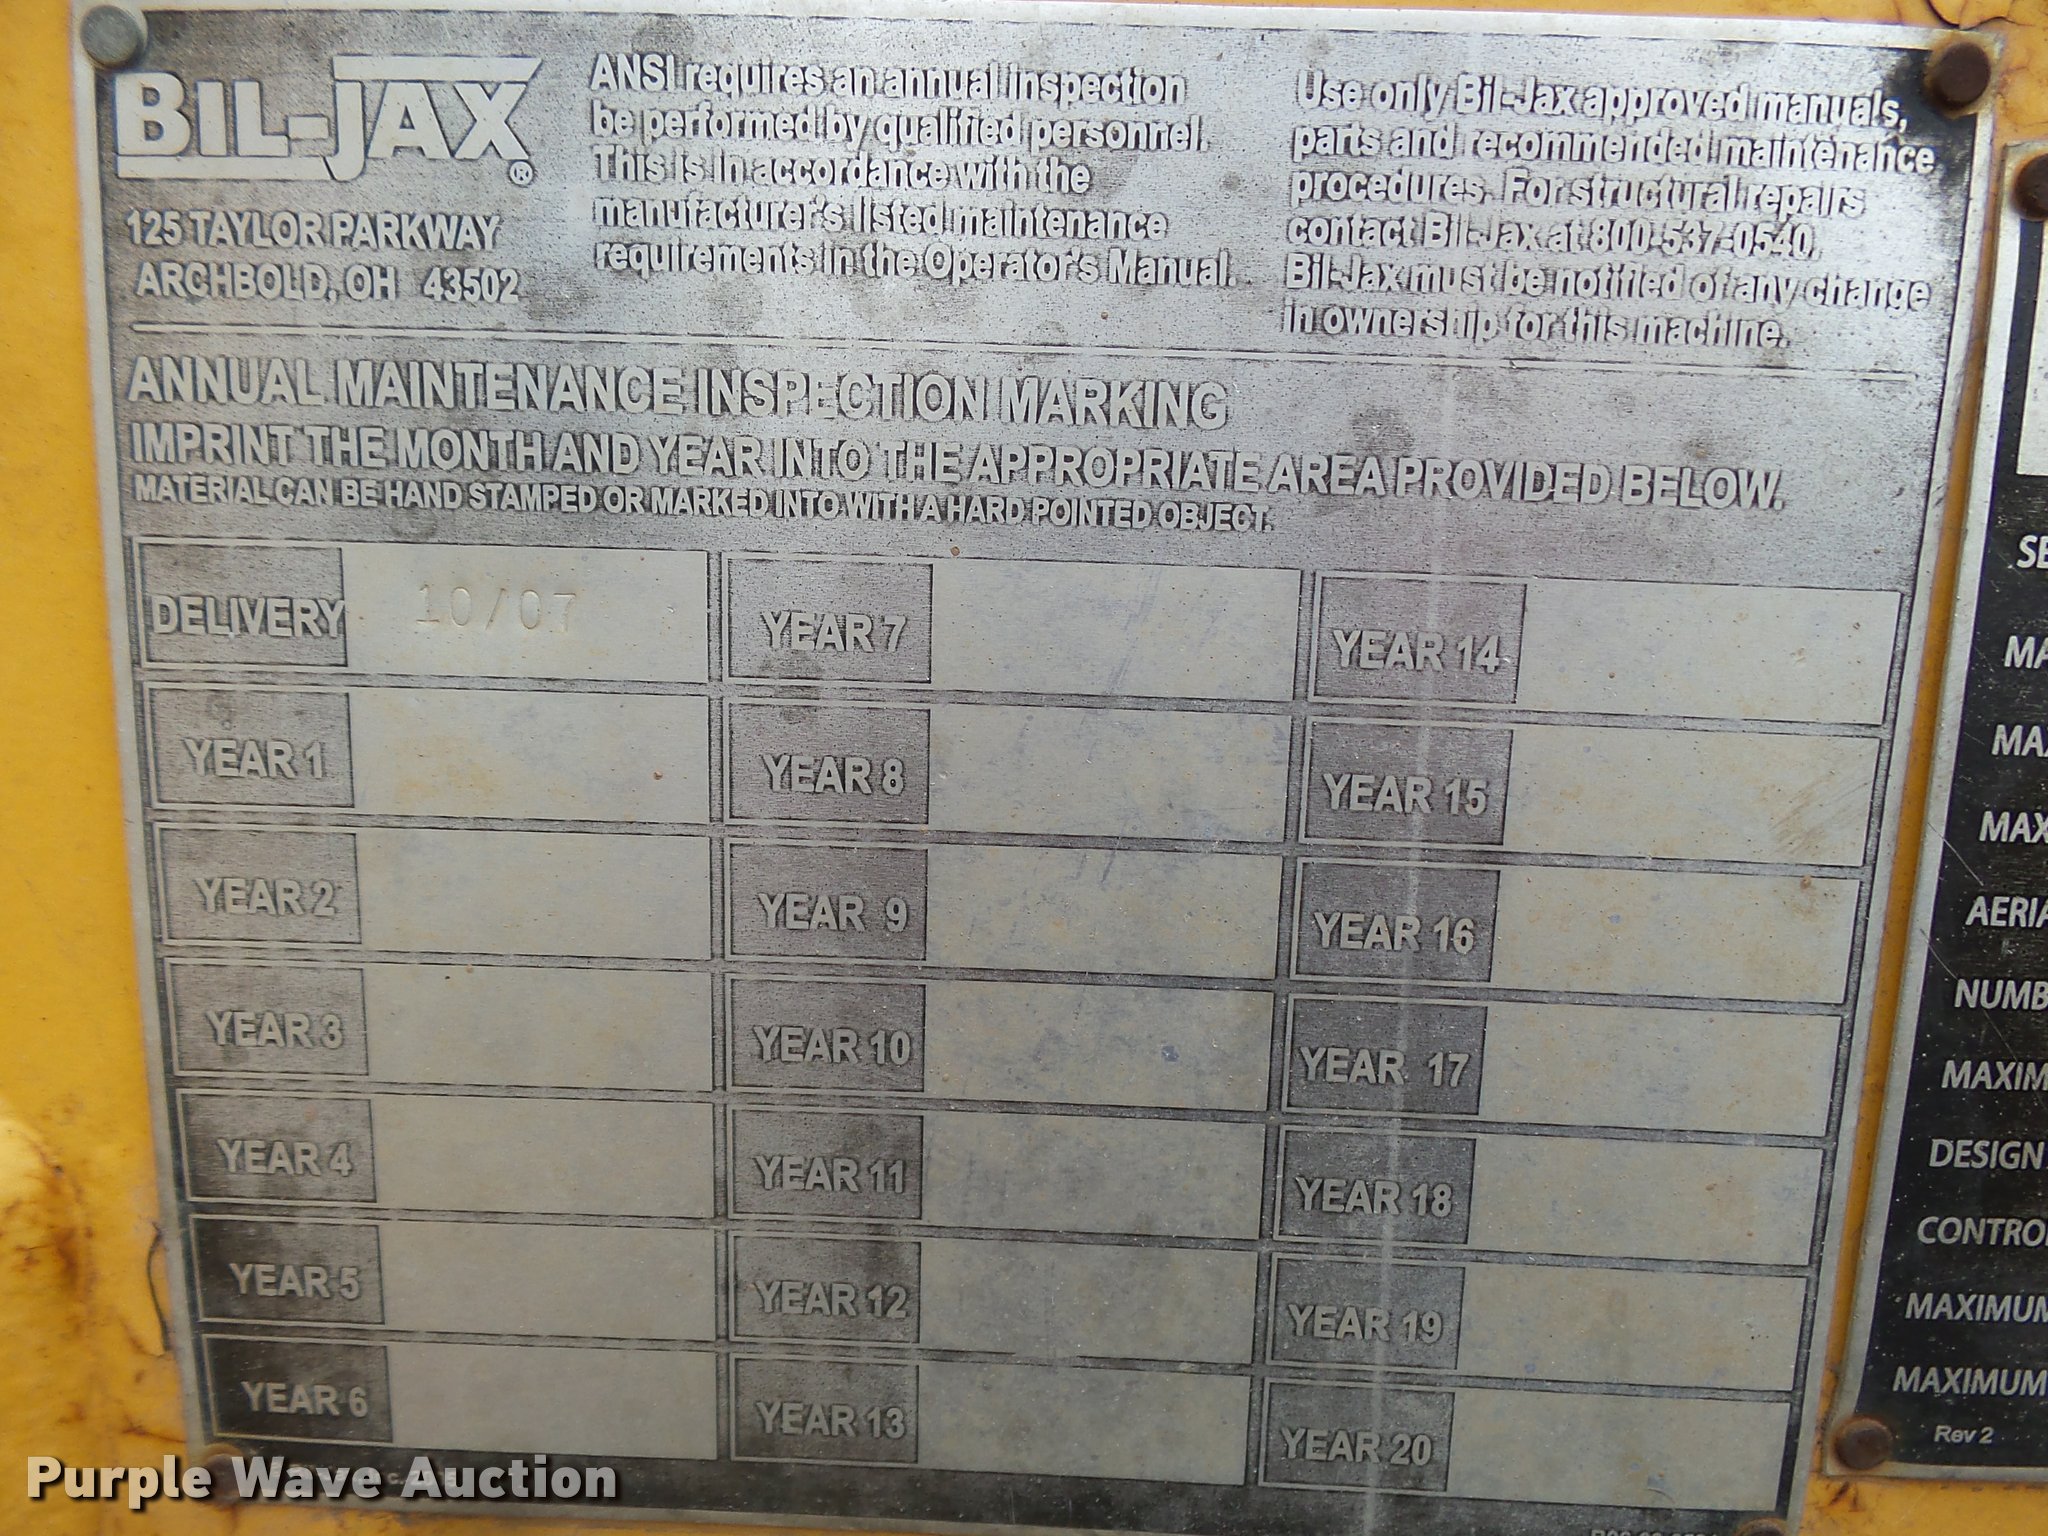 BIL-JAX®
125 TAYLOR PARKWAY
ARCHBOLD, OH 43502
ANSI requires an annual inspection
be performed by qualified personnel.
This is in accordance with the
manufacturer's listed maintenance
requirements in the Operator's Manual.
Use only Bil-Jax approved manuals,
parts and recommended maintenance
procedures. For structural repairs
contact Bil-Jax at 800-537-0540.
Bil-Jax must be notified of any change
in ownership for this machine.
ANNUAL MAINTENANCE INSPECTION MARKING
IMPRINT THE MONTH AND YEAR INTO THE APPROPRIATE AREA PROVIDED BELOW.
MATERIAL CAN BE HAND STAMPED OR MARKED INTO WITH A HARD POINTED OBJECT.
DELIVERY 10/07
YEAR 1
YEAR 2
YEAR 3
YEAR 4
YEAR 5
YEAR 6
YEAR 7
YEAR 8
YEAR 9
YEAR 10
YEAR 11
YEAR 12
YEAR 13
YEAR 14
YEAR 15
YEAR 16
YEAR 17
YEAR 18
YEAR 19
YEAR 20
AERIA
NUMB
MAXIM
DESIGN
CONTRO
MAXIMUM
MAXIMUM
Rev 2
Purple Wave Auction